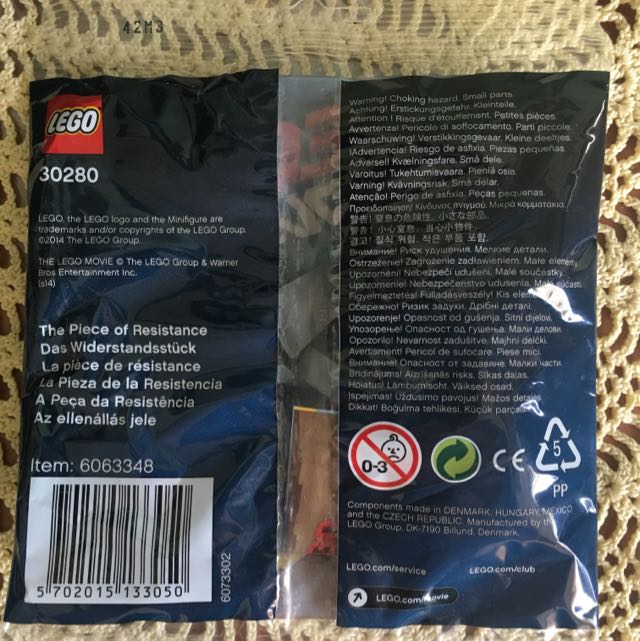 42M3
LEGO
30280
LEGO, the LEGO logo and the Minifigure are
trademarks and/or copyrights of the LEGO Group.
©2014 The LEGO Group.
THE LEGO MOVIE © The LEGO Group & Warner
Bros Entertainment Inc.
(s14)
The Piece of Resistance
Das Widerstandsstück
La pièce de résistance
La Pieza de la Resistencia
A Peça da Resistência
Az ellenállás jele
Item: 6063348
5 702015 133050
6073302
Warning! Choking hazard. Small parts.
Achtung! Erstickungsgefahr. Kleinteile.
Attention ! Risque d'étouffement. Petites pièces.
Avvertenza! Pericolo di soffocamento. Parti piccole.
Waarschuwing! Verstikkingsgevaar. Kleine deeltjes.
¡Advertencia! Riesgo de asfixia. Piezas pequeñas.
Advarsel! Kvælningsfare. Små dele.
Varoitus! Tukehtumisvaara. Pieniä osia.
Varning! Kvävningsrisk. Små delar.
Atenção! Perigo de asfixia. Peças pequenas.
Προειδοποίηση! Κίνδυνος πνιγμού. Μικρά κομματάκια.
警告! 窒息の危険性。小さな部品。
警告! 小心窒息。当心小物件。
경고! 질식 위험. 작은 부품 포함.
Внимание! Риск удушения. Мелкие детали.
Ostrzeżenie! Zagrożenie zadławieniem. Małe elementy.
Upozornění! Nebezpečí udušení. Malé součástky.
Upozornenie! Nebezpečenstvo udusenia. Malé súčasti.
Figyelmeztetés! Fulladásveszély! Kis elemek
Обережно! Ризик задухи. Дрібні деталі.
Upozorenje! Opasnost od gušenja. Sitni dijelovi.
Упозорење! Опасност од гушења. Мали делови.
Opozorilo! Nevarnost zadušitve. Majhni delčki.
Avertisment! Pericol de sufocare. Piese mici.
Внимание! Опасност от задавяне. Малки части
Brīdinājums! Aizrīšanās risks. Sīkas daļas.
Hoiatus! Lämbumisoht. Väiksed osad.
Įspėjimas! Uždusimo pavojus! Mažos detalės
Dikkat! Boğulma tehlikesi. Küçük parçalar
0-3
CE
5
PP
Components made in DENMARK, HUNGARY, MEXICO
and the CZECH REPUBLIC. Manufactured by the
LEGO Group, DK-7190 Billund, Denmark.
LEGO.com/service
LEGO.com/club
LEGO.com/movie